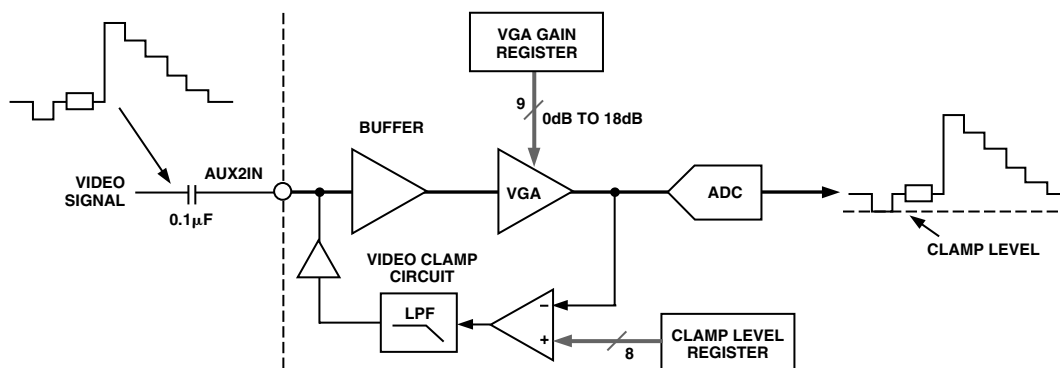 VGA GAIN
REGISTER
9
0dB TO 18dB
BUFFER
AUX2IN
VIDEO
SIGNAL
0.1μF
VGA
ADC
CLAMP LEVEL
VIDEO CLAMP
CIRCUIT
LPF
–
+
8
CLAMP LEVEL
REGISTER